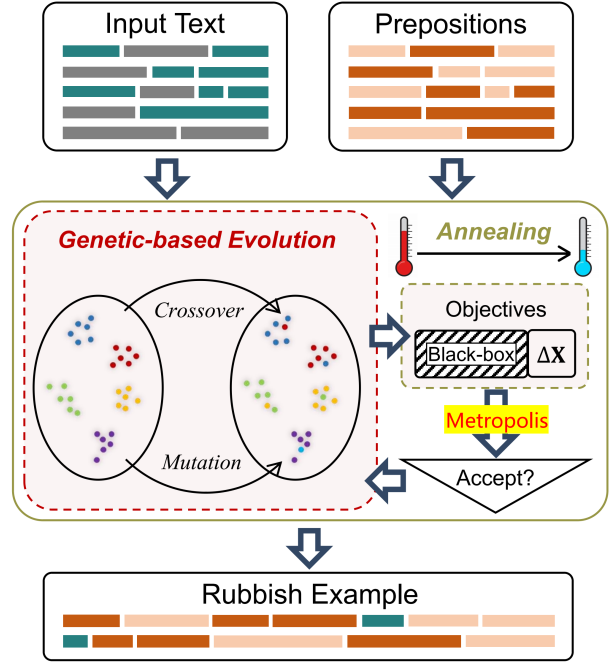 Input Text
Prepositions
Genetic-based Evolution
Annealing
Crossover
Objectives
Black-box
ΔX
Metropolis
Mutation
Accept?
Rubbish Example